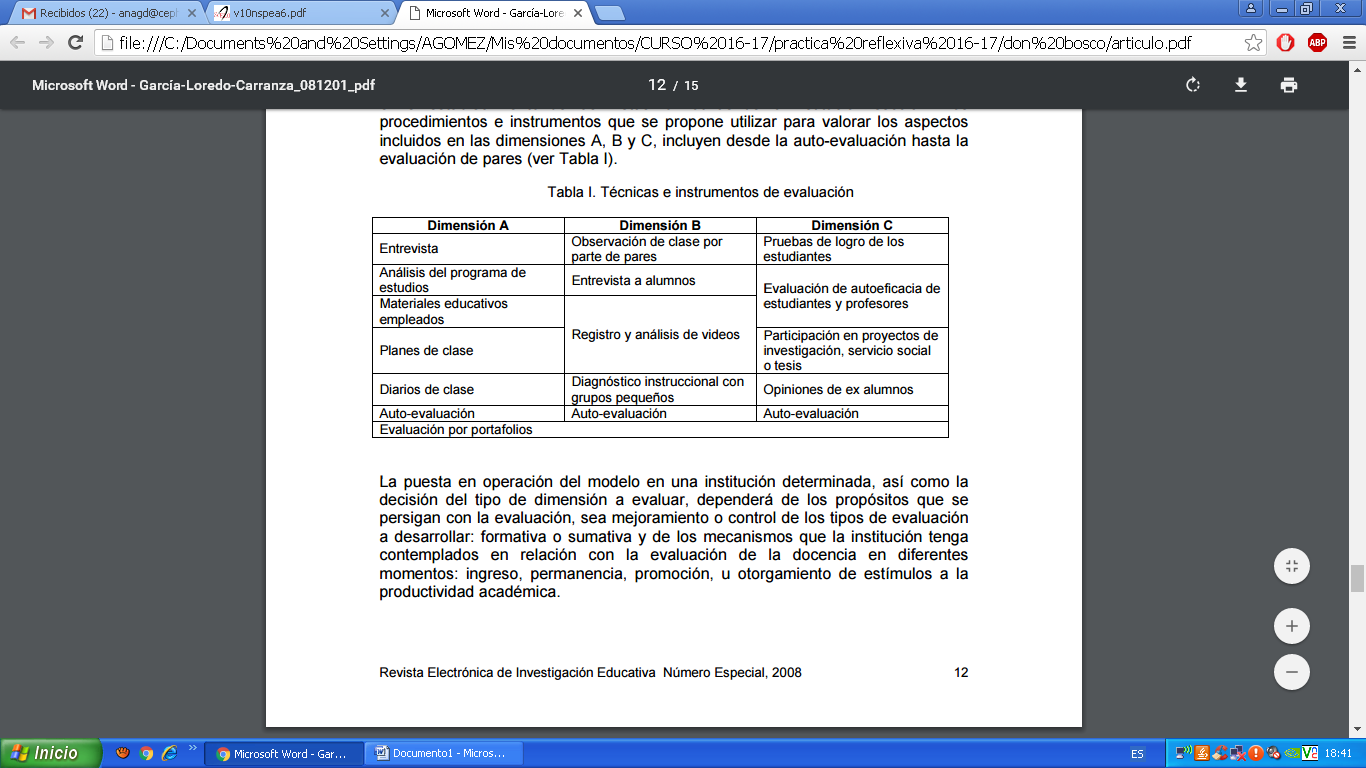 Recibidos (22) - anagd@cep
v10nspea6.pdf
Microsoft Word - García-Lore
file:///C:/Documents%20and%20Settings/AGOMEZ/Mis%20documentos/CURSO%2016-17/practica%20reflexiva%2016-17/don%20bosco/articulo.pdf
ABP
Microsoft Word - García-Loredo-Carranza_081201_pdf
12 / 15
procedimientos e instrumentos que se propone utilizar para valorar los aspectos
incluidos en las dimensiones A, B y C, incluyen desde la auto-evaluación hasta la
evaluación de pares (ver Tabla I).
Tabla I. Técnicas e instrumentos de evaluación
Dimensión A
Dimensión B
Dimensión C
Entrevista
Observación de clase por
parte de pares
Pruebas de logro de los
estudiantes
Análisis del programa de
estudios
Entrevista a alumnos
Evaluación de autoeficacia de
estudiantes y profesores
Materiales educativos
empleados
Registro y análisis de videos
Planes de clase
Participación en proyectos de
investigación, servicio social
o tesis
Diarios de clase
Diagnóstico instruccional con
grupos pequeños
Opiniones de ex alumnos
Auto-evaluación
Auto-evaluación
Auto-evaluación
Evaluación por portafolios
La puesta en operación del modelo en una institución determinada, así como la
decisión del tipo de dimensión a evaluar, dependerá de los propósitos que se
persigan con la evaluación, sea mejoramiento o control de los tipos de evaluación
a desarrollar: formativa o sumativa y de los mecanismos que la institución tenga
contemplados en relación con la evaluación de la docencia en diferentes
momentos: ingreso, permanencia, promoción, u otorgamiento de estímulos a la
productividad académica.
Revista Electrónica de Investigación Educativa Número Especial, 2008
12
Inicio
Microsoft Word - Gar...
Documento1 - Micros...
ES
18:41